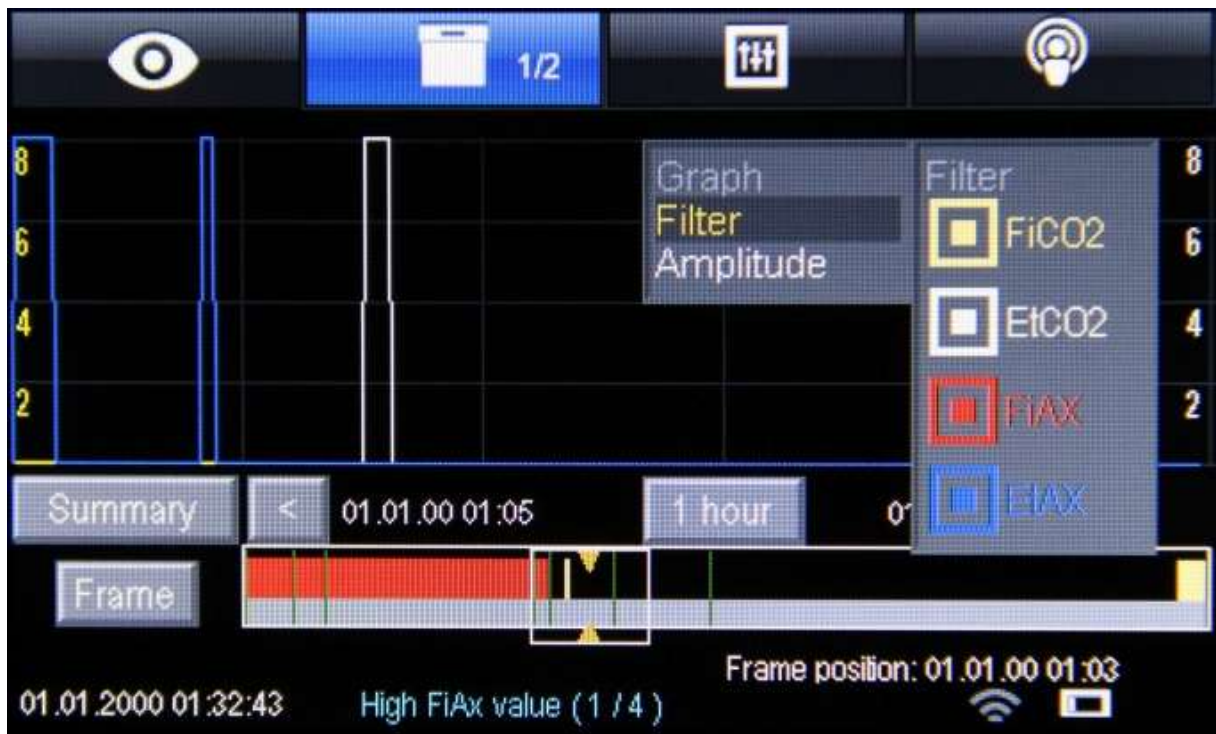 1/2
8
6
4
2
Graph
Filter
Amplitude
Filter
FiCO2
EtCO2
FiAX
EtAX
8
6
4
2
Summary
<
01.01.00 01:05
1 hour
Frame
Frame position: 01.01.00 01:03
01.01.2000 01:32:43
High FiAx value ( 1 / 4 )